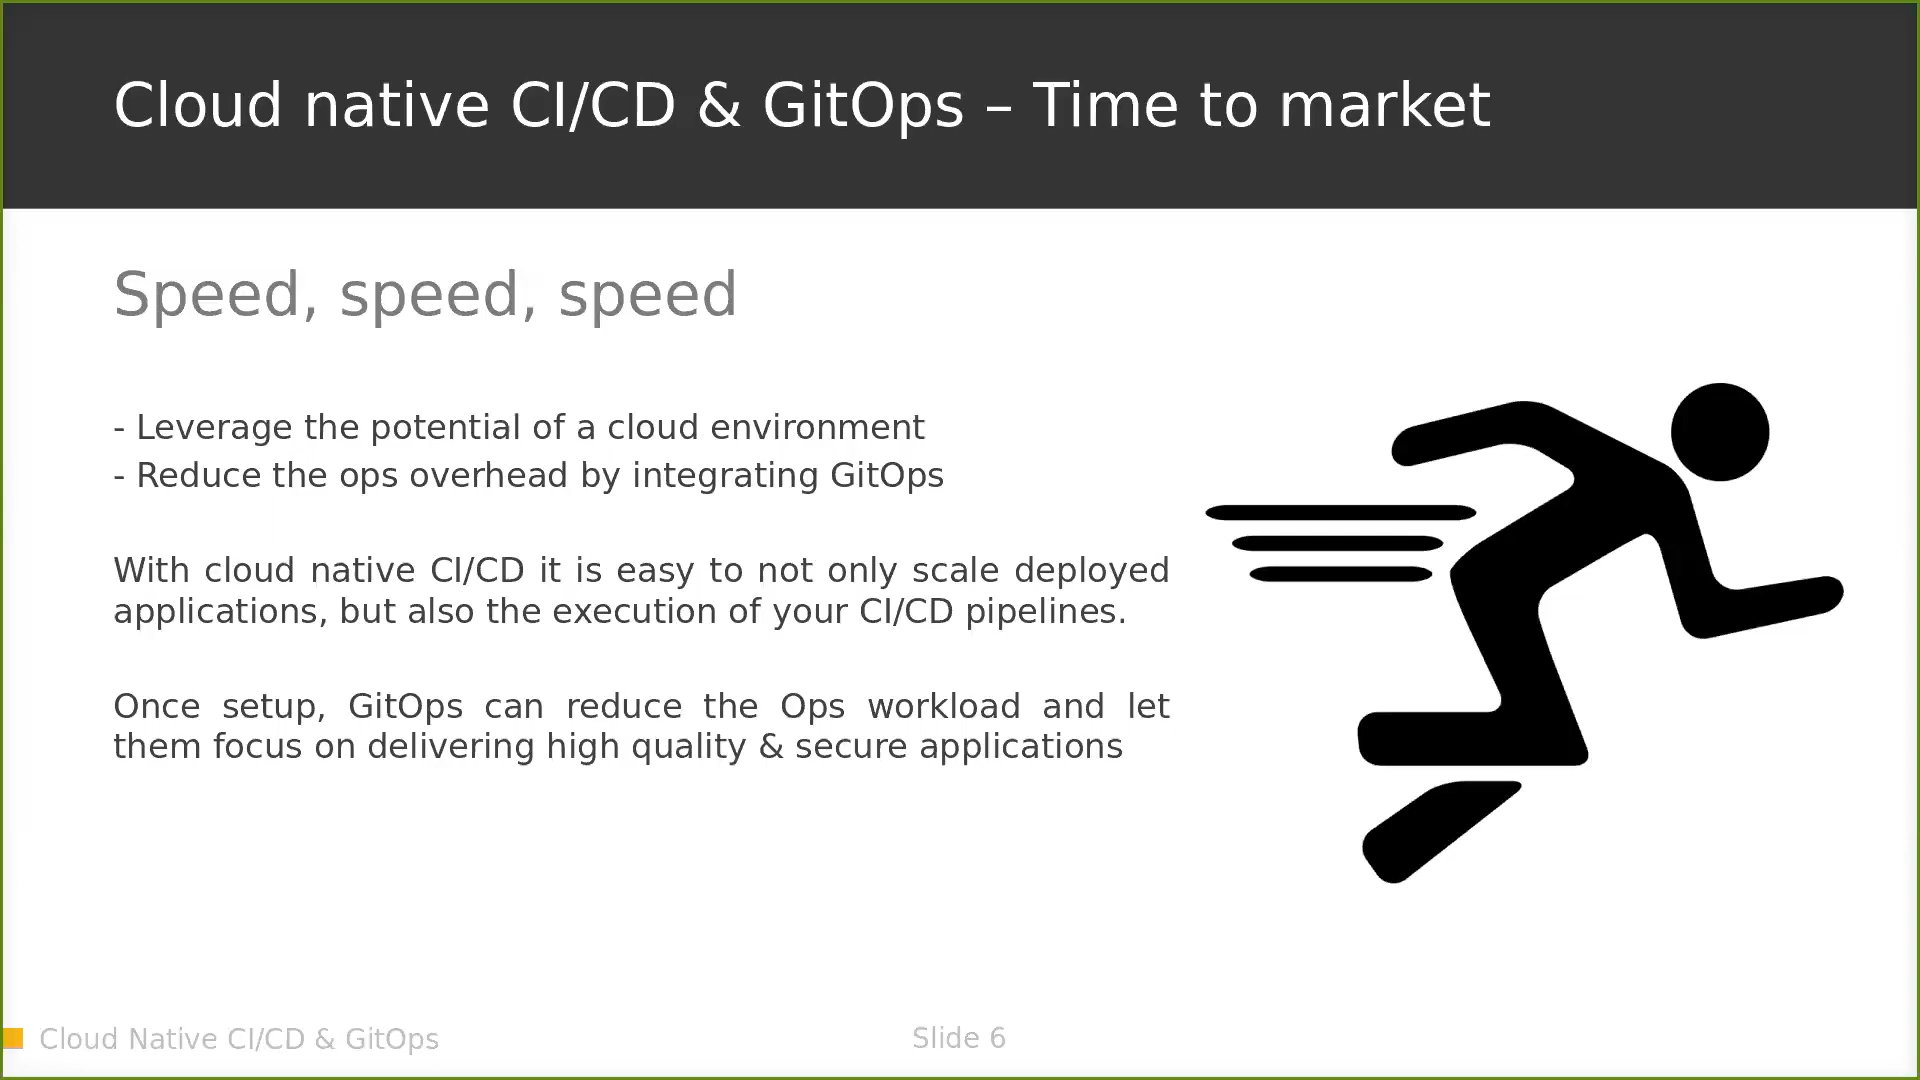 Cloud native CI/CD & GitOps – Time to market
Speed, speed, speed
- Leverage the potential of a cloud environment
- Reduce the ops overhead by integrating GitOps
With cloud native CI/CD it is easy to not only scale deployed
applications, but also the execution of your CI/CD pipelines.
Once setup, GitOps can reduce the Ops workload and let
them focus on delivering high quality & secure applications
Cloud Native CI/CD & GitOps
Slide 6